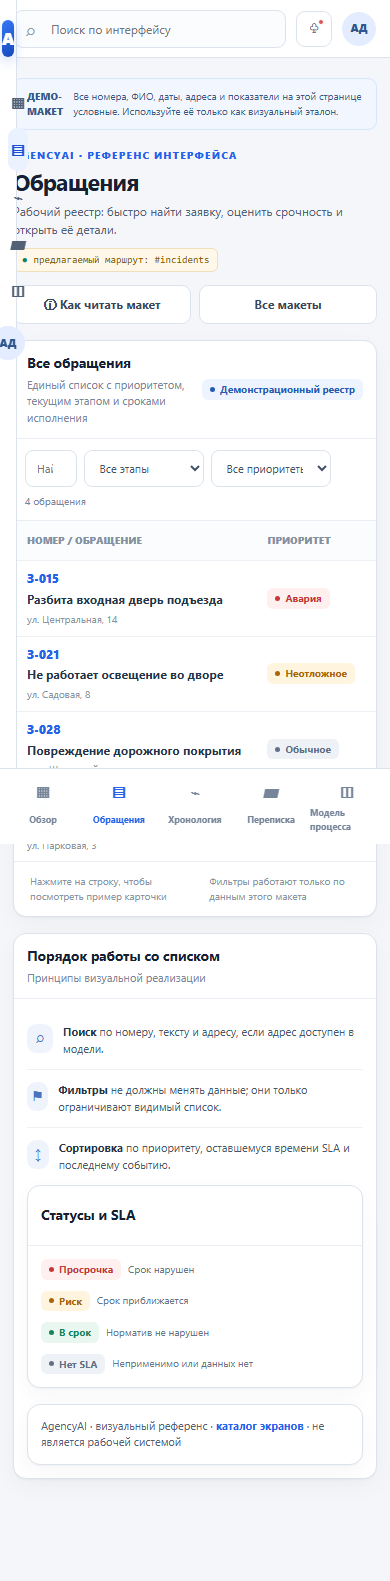 A
Поиск по интерфейсу
АД
ДЕМО-МАКЕТ
Все номера, ФИО, даты, адреса и показатели на этой странице
условные. Используйте её только как визуальный эталон.
ENCYAI • РЕФЕРЕНС ИНТЕРФЕЙСА
Обращения
Рабочий реестр: быстро найти заявку, оценить срочность и
открыть её детали.
предлагаемый маршрут: #incidents
Как читать макет
Все макеты
АД
Все обращения
Единый список с приоритетом,
текущим этапом и сроками
исполнения
Демонстрационный реестр
Най
Все этапы
Все приоритеты
4 обращения
НОМЕР / ОБРАЩЕНИЕ
ПРИОРИТЕТ
З-015
Разбита входная дверь подъезда
ул. Центральная, 14
Авария
З-021
Не работает освещение во дворе
ул. Садовая, 8
Неотложное
З-028
Повреждение дорожного покрытия
Обычное
Обзор
Обращения
Хронология
Переписка
Модель
процесса
ул. Парковая, 3
Нажмите на строку, чтобы
посмотреть пример карточки
Фильтры работают только по
данным этого макета
Порядок работы со списком
Принципы визуальной реализации
Поиск по номеру, тексту и адресу, если адрес доступен в
модели.
Фильтры не должны менять данные; они только
ограничивают видимый список.
Сортировка по приоритету, оставшемуся времени SLA и
последнему событию.
Статусы и SLA
Просрочка Срок нарушен
Риск Срок приближается
В срок Норматив не нарушен
Нет SLA Неприменимо или данных нет
AgencyAI · визуальный референс · каталог экранов · не
является рабочей системой